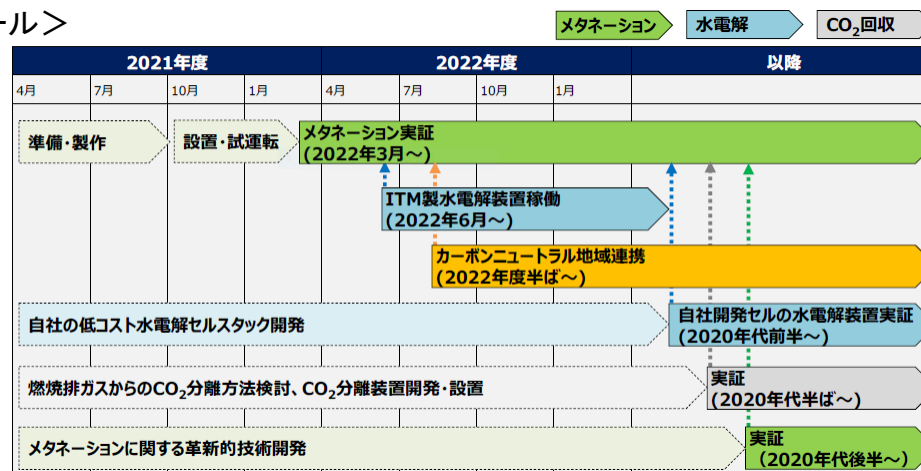 ール＞
メタネーション 水電解 CO₂回収
2021年度 2022年度 以降
4月 7月 10月 1月 4月 7月 10月 1月
準備・製作 設置・試運転 メタネーション実証
(2022年3月～)
ITM製水電解装置稼働
(2022年6月～)
カーボンニュートラル地域連携
(2022年度半ば～)
自社の低コスト水電解セルスタック開発
自社開発セルの水電解装置実証
(2020年代前半～)
燃焼排ガスからのCO₂分離方法検討、CO₂分離装置開発・設置
実証
(2020年代半ば～)
メタネーションに関する革新的技術開発
実証
（2020年代後半～）